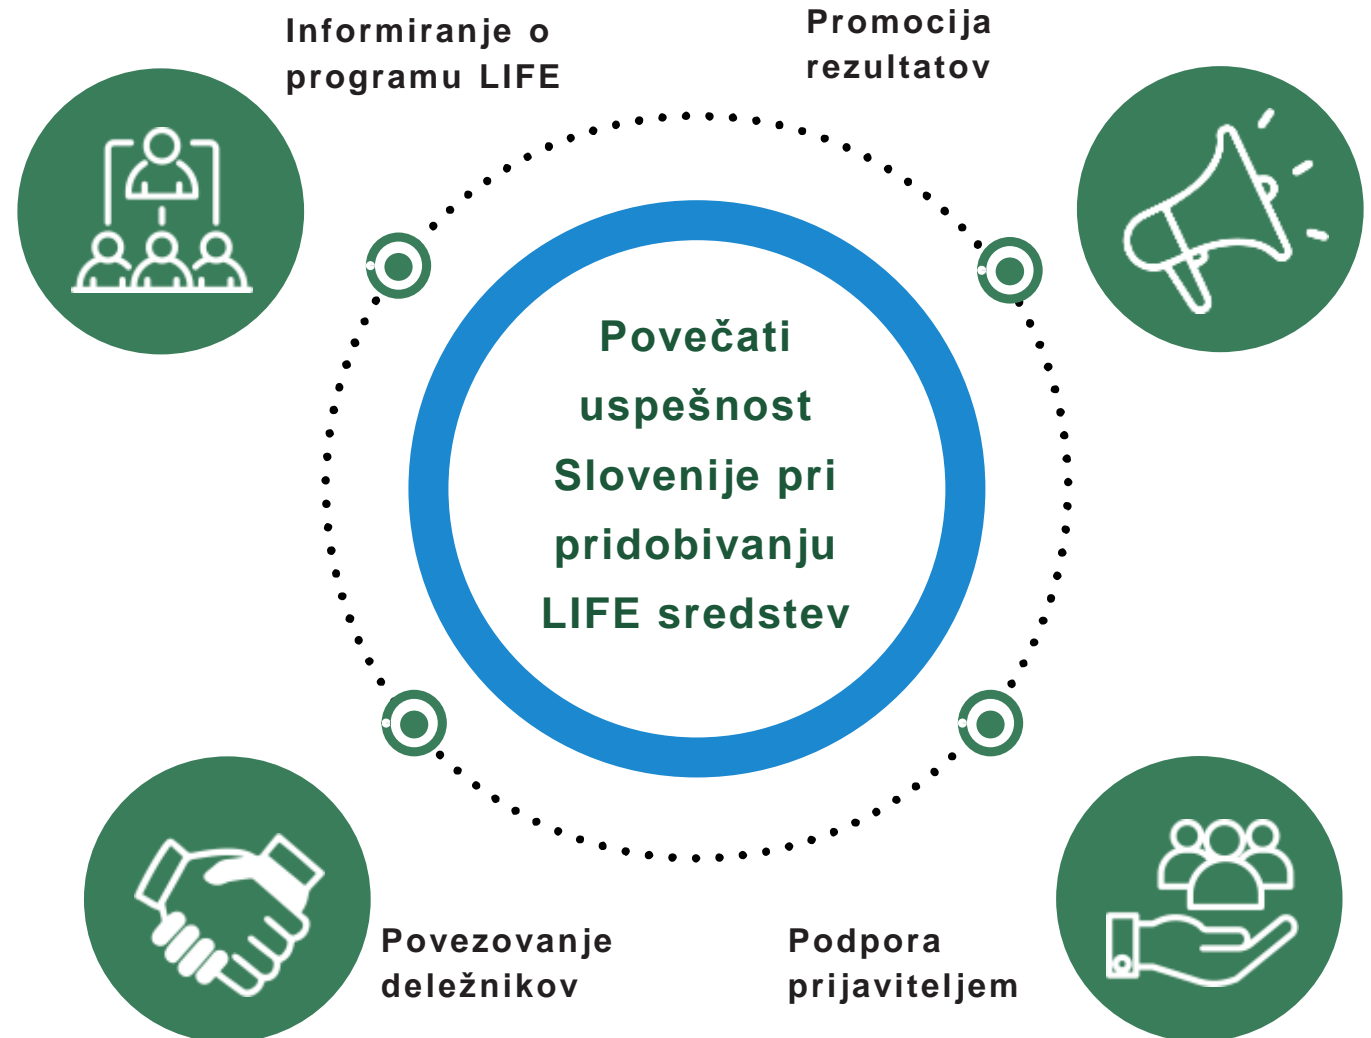 Informiranje o
programu LIFE
Promocija
rezultatov
Povečati
uspešnost
Slovenije pri
pridobivanju
LIFE sredstev
Povezovanje
deležnikov
Podpora
prijaviteljem